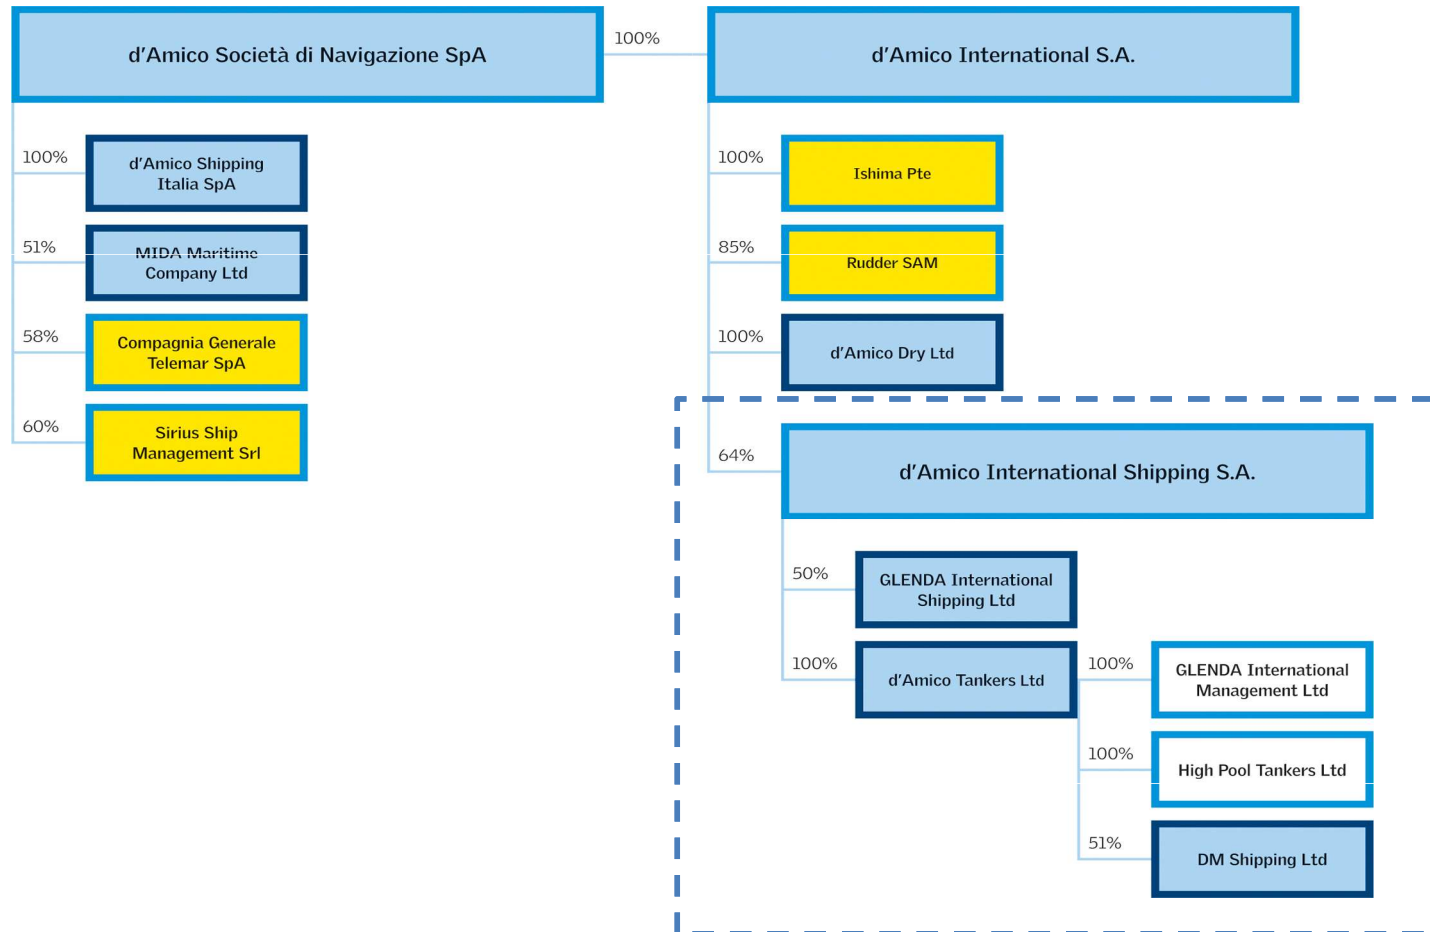 d'Amico Società di Navigazione SpA
100%
d'Amico International S.A.
100%
d'Amico Shipping
Italia SpA
51%
MIDA Maritime
Company Ltd
58%
Compagnia Generale
Telemar SpA
60%
Sirius Ship
Management Srl
100%
Ishima Pte
85%
Rudder SAM
100%
d'Amico Dry Ltd
64%
d'Amico International Shipping S.A.
50%
GLENDA International
Shipping Ltd
100%
d'Amico Tankers Ltd
100%
GLENDA International
Management Ltd
100%
High Pool Tankers Ltd
51%
DM Shipping Ltd